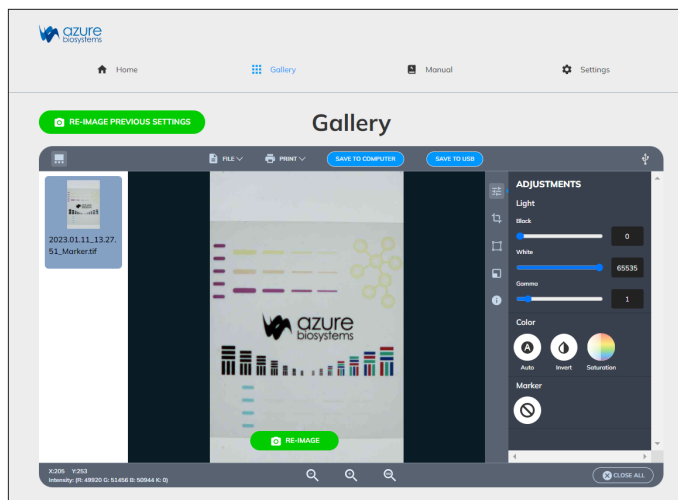 azure
biosystems
Home
Gallery
Manual
Settings
RE-IMAGE PREVIOUS SETTINGS
Gallery
FILE
PRINT
SAVE TO COMPUTER
SAVE TO USB
2023.01.11_13.27.
51_Marker.tif
azure
biosystems
RE-IMAGE
ADJUSTMENTS
Light
Black
0
White
65535
Gamma
1
Color
A
Auto
Invert
Saturation
Marker
X:205 Y:253
Intensity: (R: 49920 G: 51456 B: 50944 K: 0)
CLOSE ALL